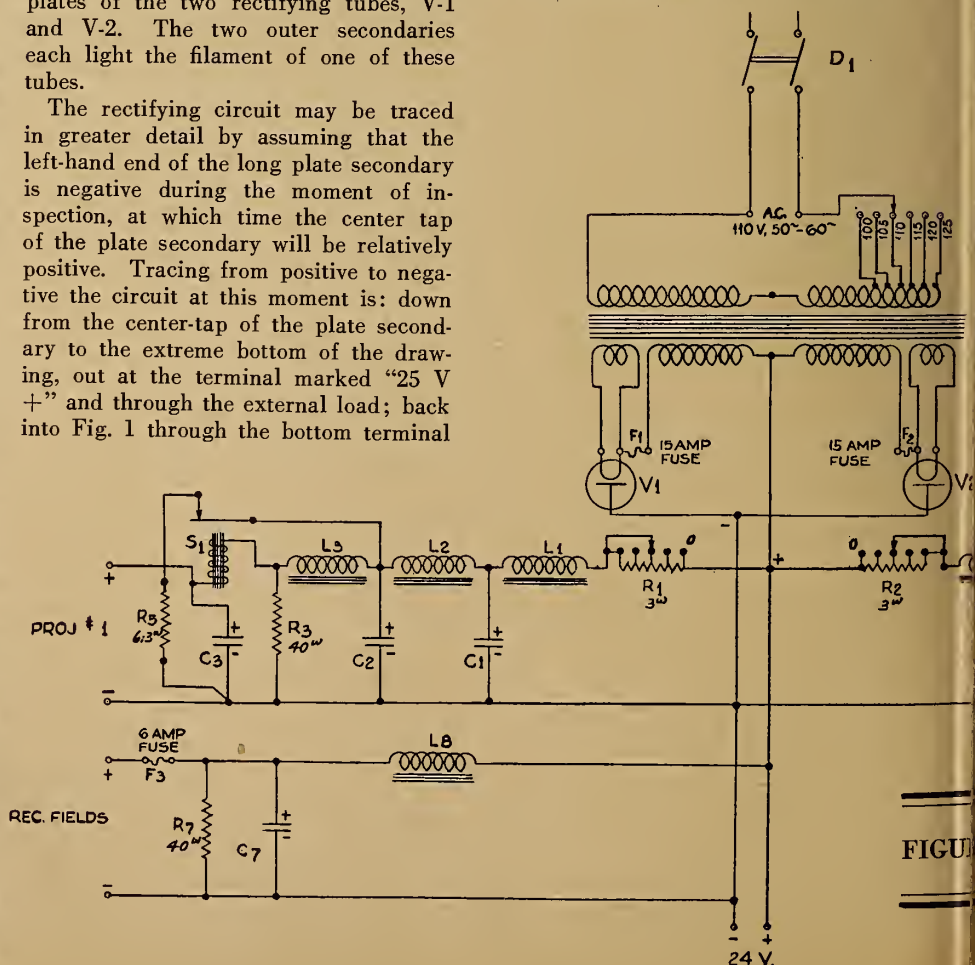 plates of the two rectifying tubes, V-1
and V-2. The two outer secondaries
each light the filament of one of these
tubes.
The rectifying circuit may be traced
in greater detail by assuming that the
left-hand end of the long plate secondary
is negative during the moment of in-
spection, at which time the center tap
of the plate secondary will be relatively
positive. Tracing from positive to nega-
tive the circuit at this moment is: down
from the center-tap of the plate second-
ary to the extreme bottom of the draw-
ing, out at the terminal marked “25 V
+” and through the external load; back
into Fig. 1 through the bottom terminal
D1
A.C.
110 V, 50~-60~
100
105
110
115
120
125
F1
15 AMP
FUSE
V1
15 AMP
FUSE
F2
-
+
S1
L3
L2
L1
O
R1
3ω
O
R2
3ω
+
PROJ #1
R5
6.3ω
+
-
C3
R3
40ω
+
-
C2
+
-
C1
-
6 AMP
FUSE
F3
+
L8
REC. FIELDS
R7
40ω
+
-
C7
-
- +
24 V.